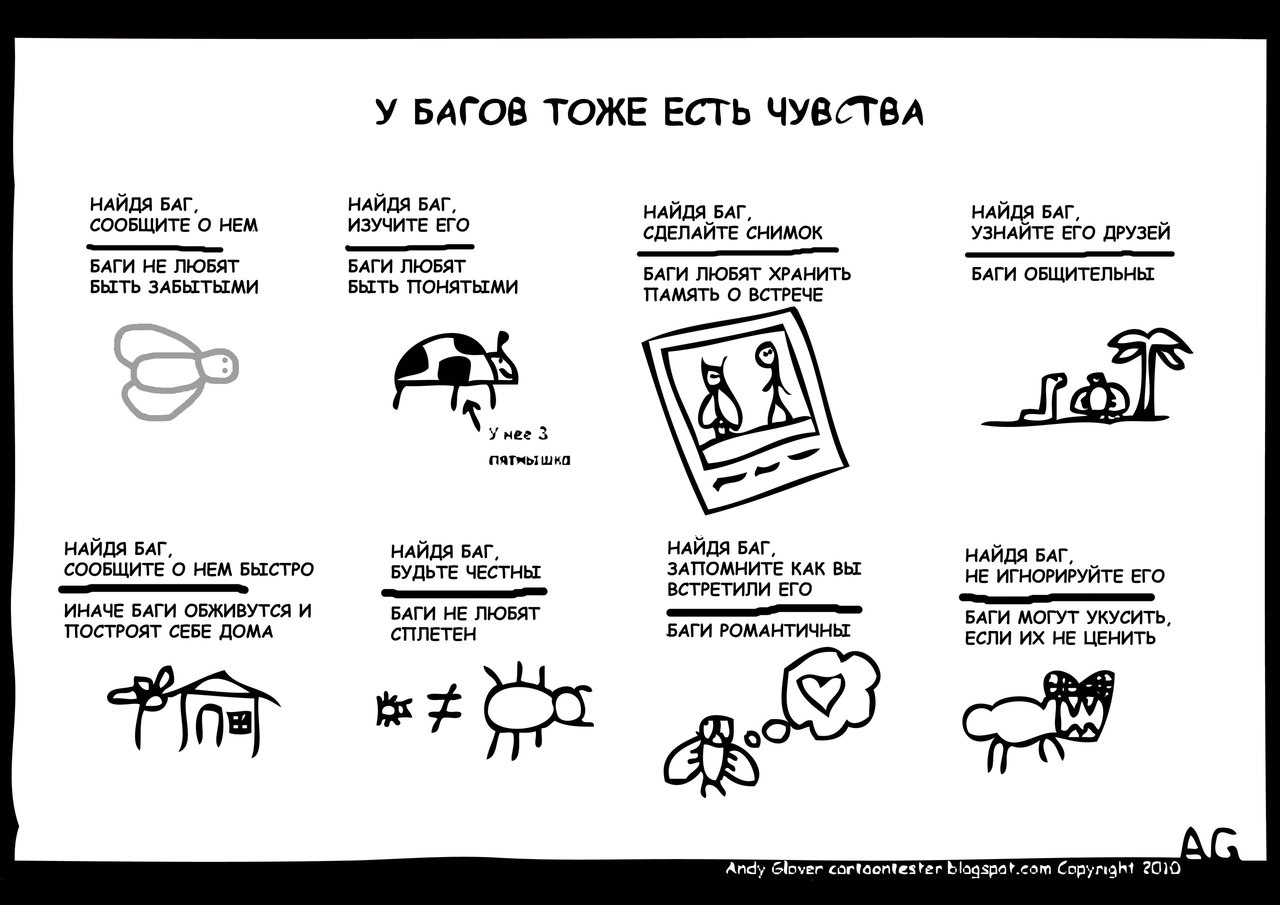 У БАГОВ ТОЖЕ ЕСТЬ ЧУВСТВА
НАЙДЯ БАГ,
СООБЩИТЕ О НЕМ
БАГИ НЕ ЛЮБЯТ
БЫТЬ ЗАБЫТЫМИ
НАЙДЯ БАГ,
ИЗУЧИТЕ ЕГО
БАГИ ЛЮБЯТ
БЫТЬ ПОНЯТЫМИ
У нее 3
пятнышка
НАЙДЯ БАГ,
СДЕЛАЙТЕ СНИМОК
БАГИ ЛЮБЯТ ХРАНИТЬ
ПАМЯТЬ О ВСТРЕЧЕ
НАЙДЯ БАГ,
УЗНАЙТЕ ЕГО ДРУЗЕЙ
БАГИ ОБЩИТЕЛЬНЫ
НАЙДЯ БАГ,
СООБЩИТЕ О НЕМ БЫСТРО
ИНАЧЕ БАГИ ОБЖИВУТСЯ И
ПОСТРОЯТ СЕБЕ ДОМА
НАЙДЯ БАГ,
БУДЬТЕ ЧЕСТНЫ
БАГИ НЕ ЛЮБЯТ
СПЛЕТЕН
≠
НАЙДЯ БАГ,
ЗАПОМНИТЕ КАК ВЫ
ВСТРЕТИЛИ ЕГО
БАГИ РОМАНТИЧНЫ
НАЙДЯ БАГ,
НЕ ИГНОРИРУЙТЕ ЕГО
БАГИ МОГУТ УКУСИТЬ,
ЕСЛИ ИХ НЕ ЦЕНИТЬ
AG
Andy Glover cartoontester.blogspot.com Copyright 2010